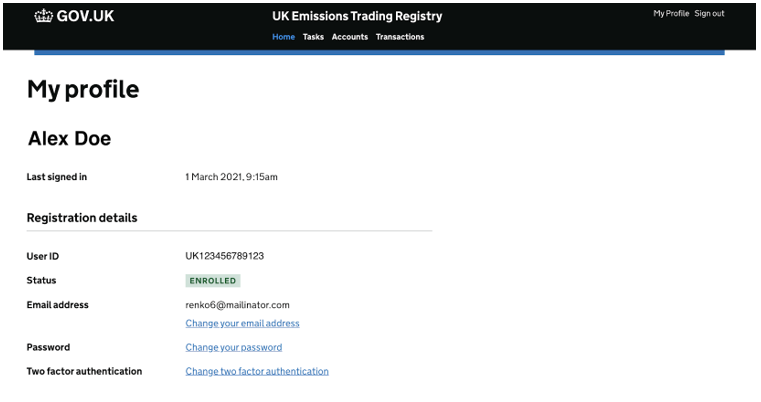 GOV.UK
UK Emissions Trading Registry
My Profile Sign out
Home Tasks Accounts Transactions
My profile
Alex Doe
Last signed in 1 March 2021, 9:15am
Registration details
User ID UK123456789123
Status ENROLLED
Email address renko6@mailinator.com
Change your email address
Password Change your password
Two factor authentication Change two factor authentication